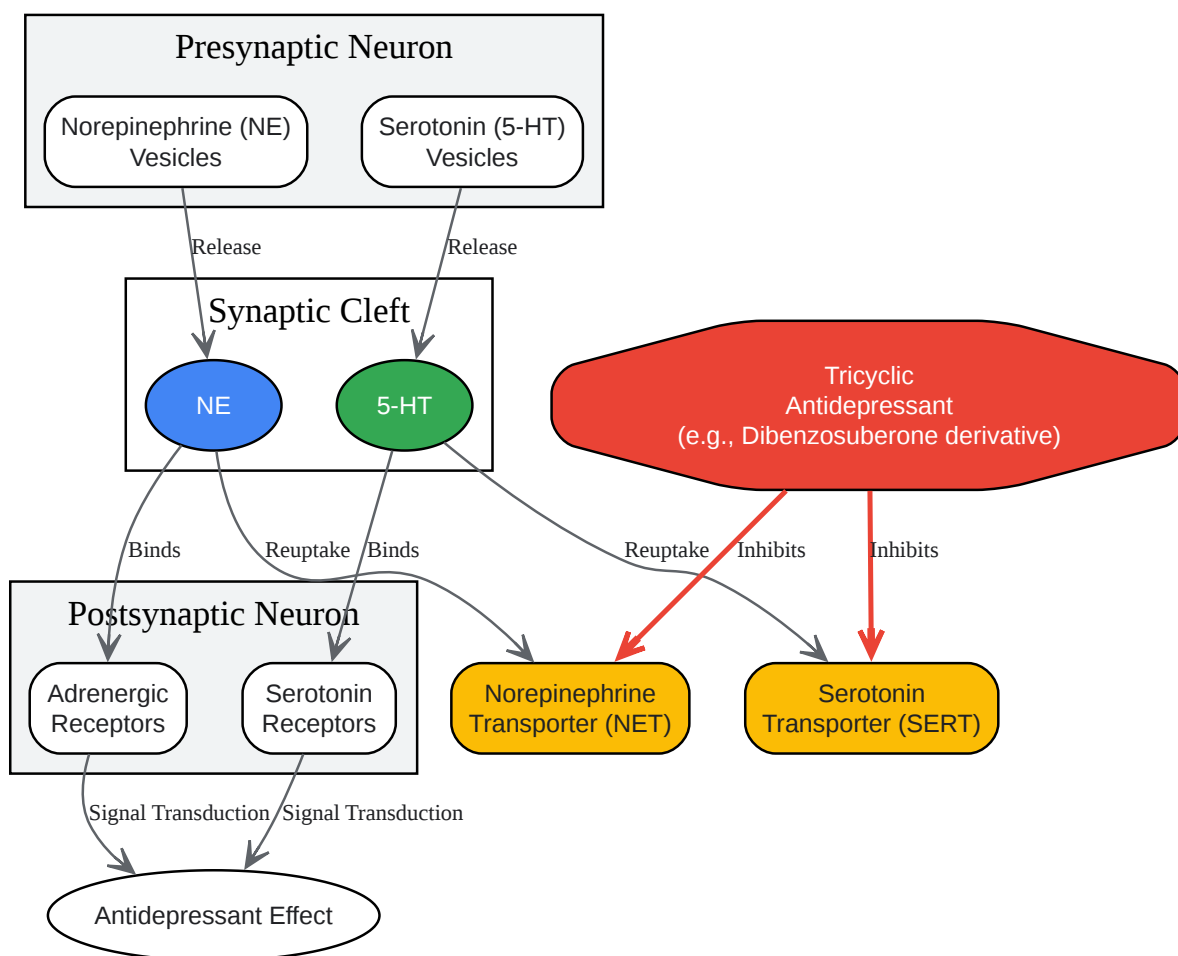 Presynaptic Neuron
Norepinephrine (NE)
Vesicles
Serotonin (5-HT)
Vesicles
Release
Release
Synaptic Cleft
NE
5-HT
Tricyclic
Antidepressant
(e.g., Dibenzosuberone derivative)
Binds
Reuptake
Binds
Reuptake
Inhibits
Inhibits
Postsynaptic Neuron
Adrenergic
Receptors
Serotonin
Receptors
Norepinephrine
Transporter (NET)
Serotonin
Transporter (SERT)
Signal Transduction
Signal Transduction
Antidepressant Effect